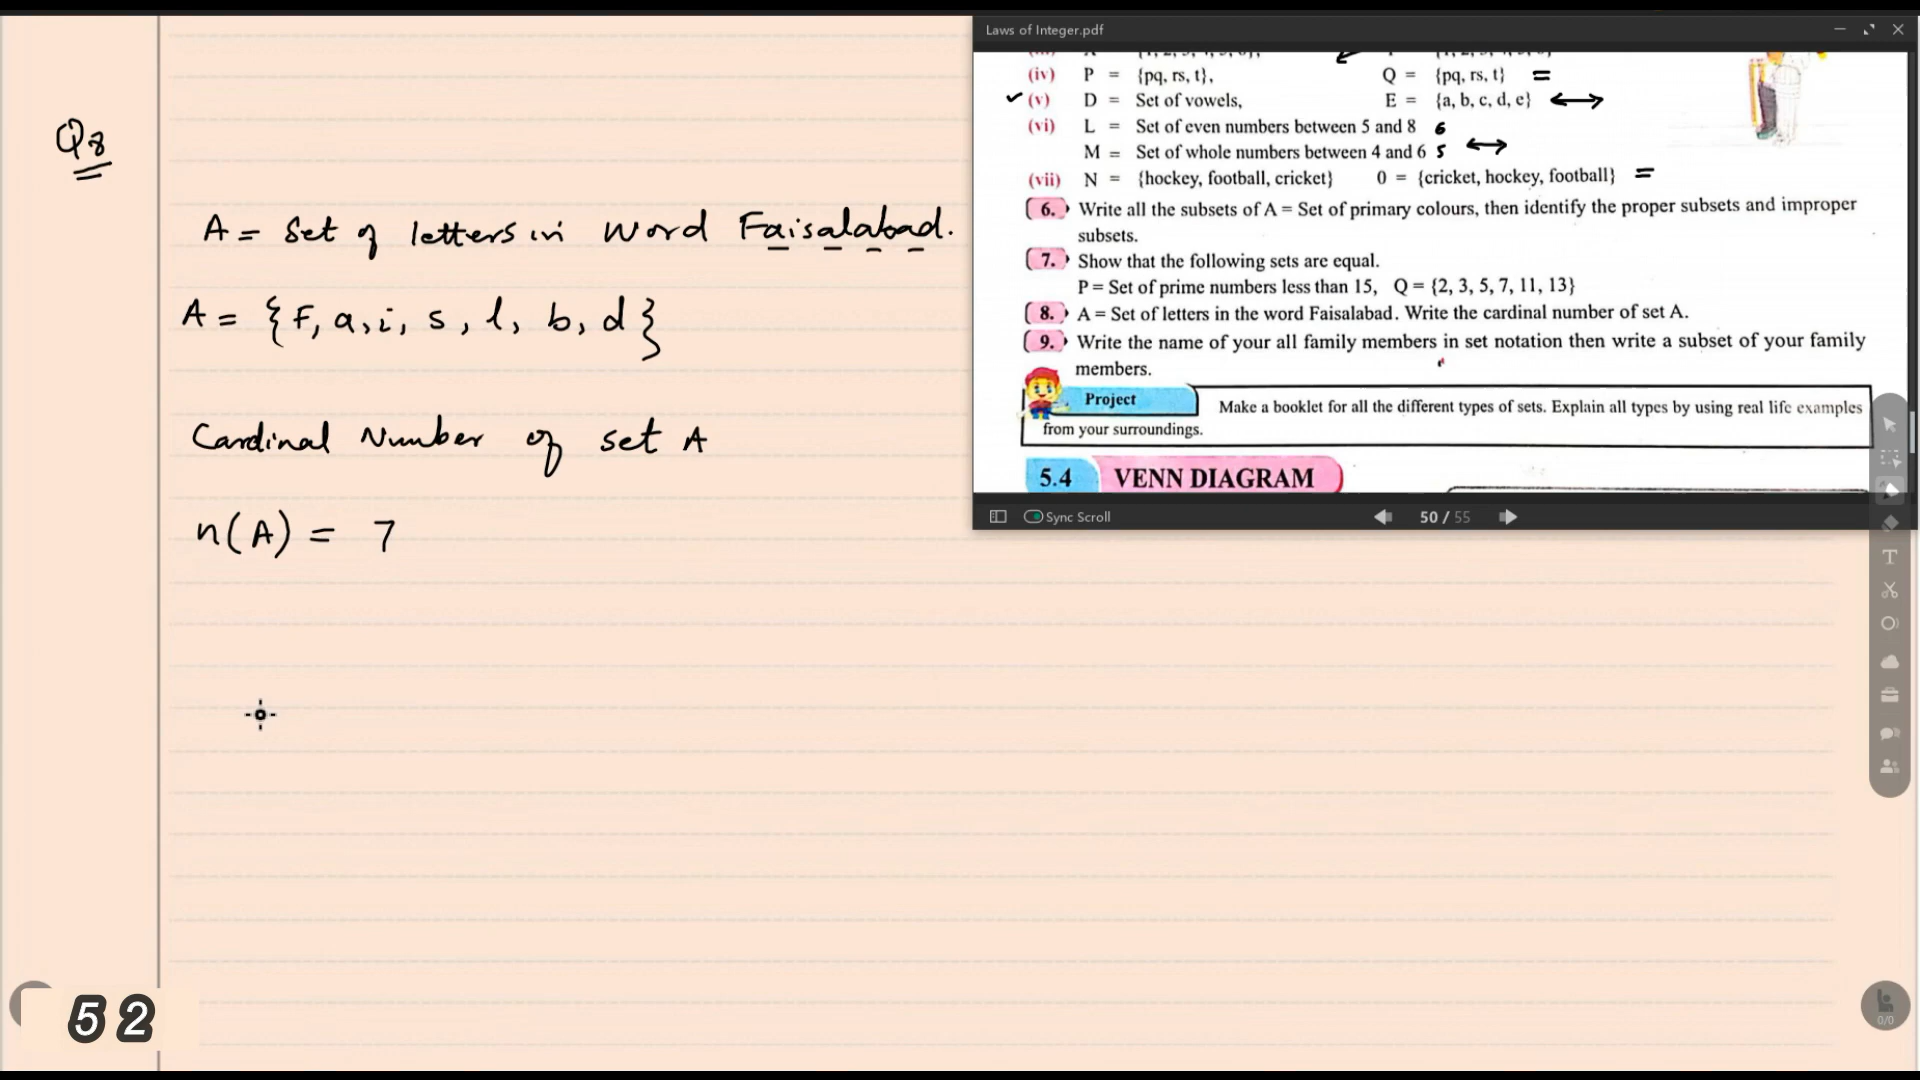 Q8
A = Set of letters in word Faisalabad.
A = {F, a, i, s, l, b, d}
Cardinal Number of set A
n(A) = 7
52
Laws of Integer.pdf
(iv) P = {pq, rs, t}, Q = {pq, rs, t} =
✓ (v) D = Set of vowels, E = {a, b, c, d, e} ↔
(vi) L = Set of even numbers between 5 and 8 6
M = Set of whole numbers between 4 and 6 5 ↔
(vii) N = {hockey, football, cricket} 0 = {cricket, hockey, football} =
6. Write all the subsets of A = Set of primary colours, then identify the proper subsets and improper
subsets.
7. Show that the following sets are equal.
P = Set of prime numbers less than 15, Q = {2, 3, 5, 7, 11, 13}
8. A = Set of letters in the word Faisalabad. Write the cardinal number of set A.
9. Write the name of your all family members in set notation then write a subset of your family
members.
Project Make a booklet for all the different types of sets. Explain all types by using real life examples
from your surroundings.
5.4 VENN DIAGRAM
Sync Scroll 50 / 55
T
0/0